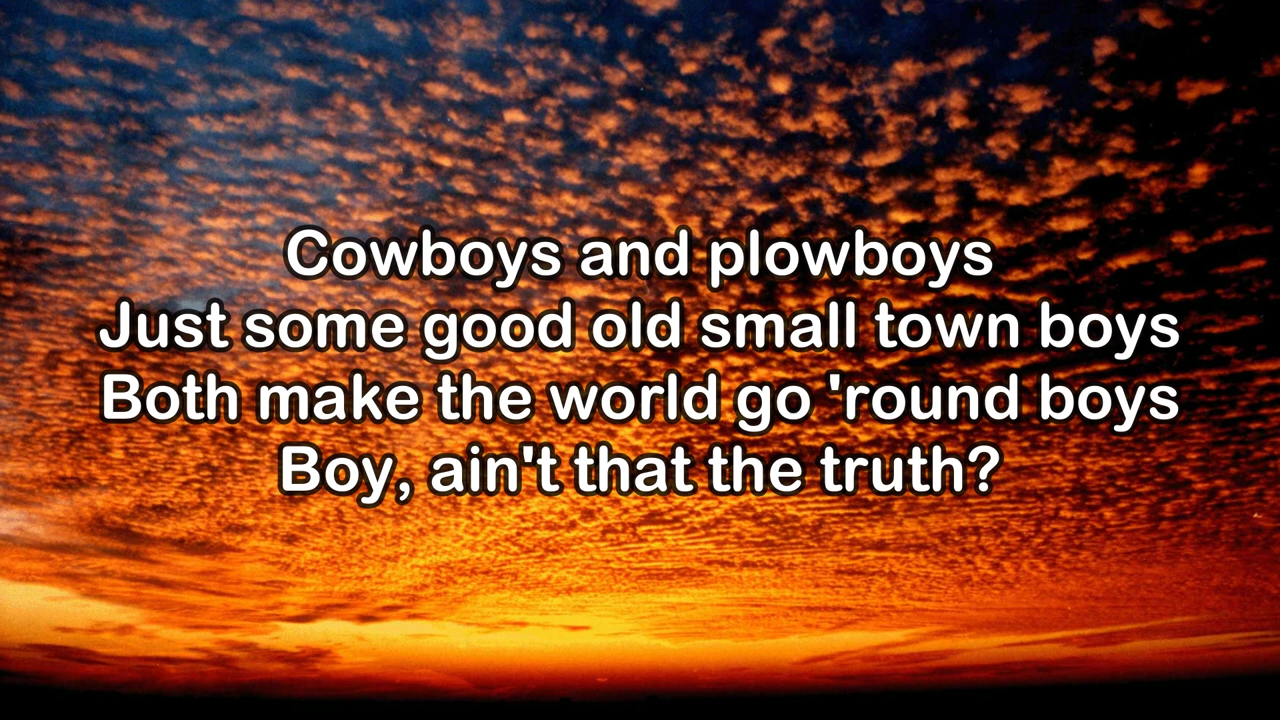 Cowboys and plowboys
Just some good old small town boys
Both make the world go 'round boys
Boy, ain't that the truth?